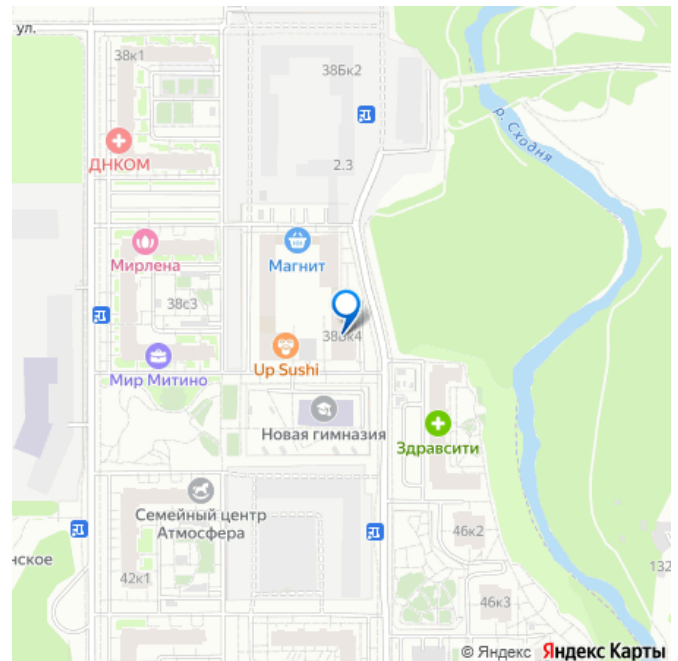 ул.
38к1
38Бк2
р. Сходня
ДНКОМ
2.3
Мирлена
Магнит
38с3
38Бк4
Up Sushi
Мир Митино
Новая гимназия
Здравсити
Семейный центр
Атмосфера
46к2
нское
132
42к1
46к3
© Яндекс Яндекс Карты